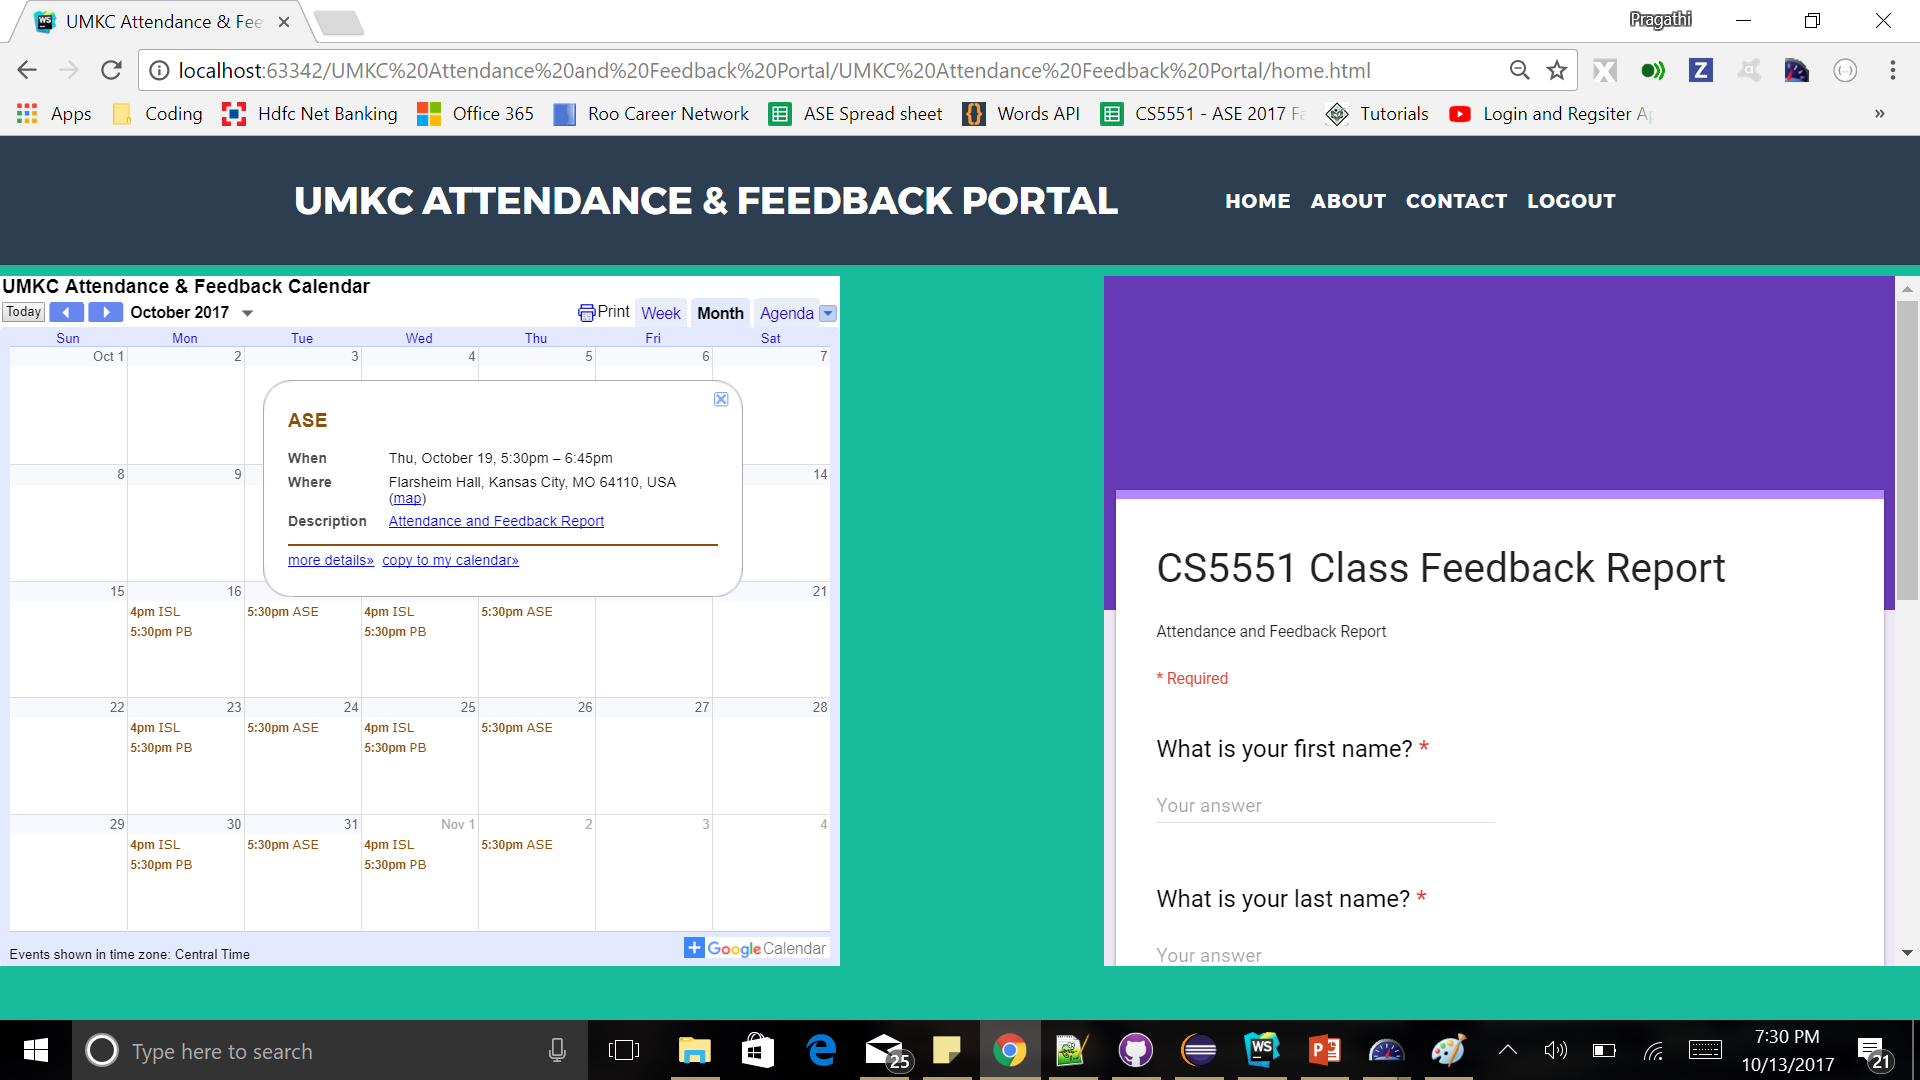 UMKC Attendance & Fee
Pragathi
localhost:63342/UMKC%20Attendance%20and%20Feedback%20Portal/UMKC%20Attendance%20Feedback%20Portal/home.html
Apps Coding Hdfc Net Banking Office 365 Roo Career Network ASE Spread sheet Words API CS5551 - ASE 2017 Fa Tutorials Login and Regsiter Ap »
UMKC ATTENDANCE & FEEDBACK PORTAL
HOME ABOUT CONTACT LOGOUT
UMKC Attendance & Feedback Calendar
Today October 2017 Print Week Month Agenda
Sun Mon Tue Wed Thu Fri Sat
Oct 1 2 3 4 5 6 7
ASE
When Thu, October 19, 5:30pm – 6:45pm
Where Flarsheim Hall, Kansas City, MO 64110, USA
(map)
Description Attendance and Feedback Report
more details» copy to my calendar»
8 9 14
15 16 21
4pm ISL 5:30pm ASE 4pm ISL 5:30pm ASE
5:30pm PB 5:30pm PB
22 23 24 25 26 27 28
4pm ISL 5:30pm ASE 4pm ISL 5:30pm ASE
5:30pm PB 5:30pm PB
29 30 31 Nov 1 2 3 4
4pm ISL 5:30pm ASE 4pm ISL 5:30pm ASE
5:30pm PB 5:30pm PB
Events shown in time zone: Central Time
Google Calendar
CS5551 Class Feedback Report
Attendance and Feedback Report
* Required
What is your first name? *
Your answer
What is your last name? *
Your answer
Type here to search
25
WS
7:30 PM
10/13/2017
21